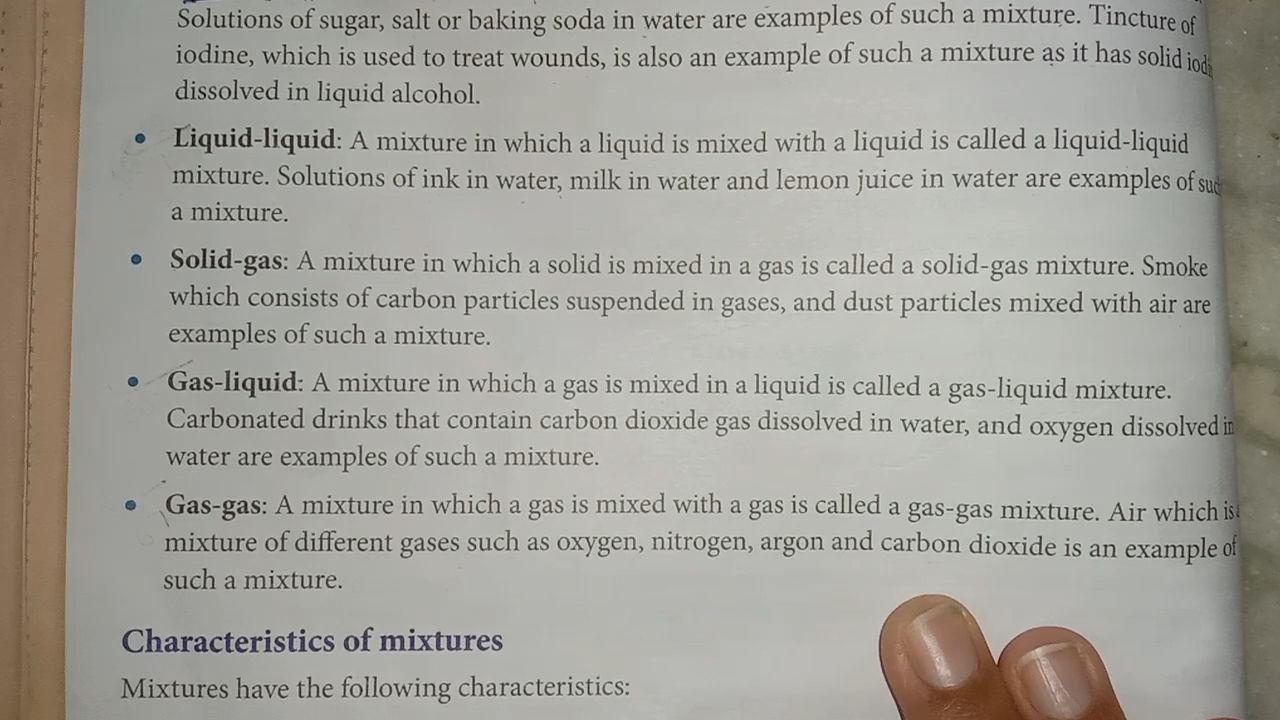 Solutions of sugar, salt or baking soda in water are examples of such a mixture. Tincture of
iodine, which is used to treat wounds, is also an example of such a mixture as it has solid
dissolved in liquid alcohol.
• Liquid-liquid: A mixture in which a liquid is mixed with a liquid is called a liquid-liquid
mixture. Solutions of ink in water, milk in water and lemon juice in water are examples of
a mixture.
• Solid-gas: A mixture in which a solid is mixed in a gas is called a solid-gas mixture. Smoke
which consists of carbon particles suspended in gases, and dust particles mixed with air are
examples of such a mixture.
• Gas-liquid: A mixture in which a gas is mixed in a liquid is called a gas-liquid mixture.
Carbonated drinks that contain carbon dioxide gas dissolved in water, and oxygen dissolved in
water are examples of such a mixture.
• Gas-gas: A mixture in which a gas is mixed with a gas is called a gas-gas mixture. Air which is
mixture of different gases such as oxygen, nitrogen, argon and carbon dioxide is an example of
such a mixture.
Characteristics of mixtures
Mixtures have the following characteristics: